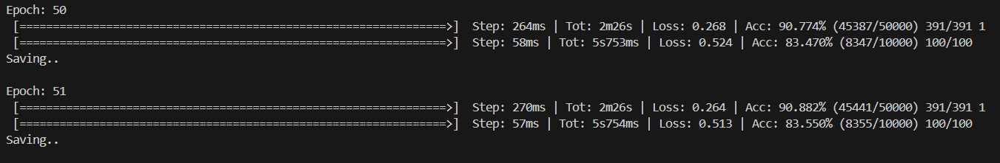 Epoch: 50
[================================================================>]  Step: 264ms | Tot: 2m26s | Loss: 0.268 | Acc: 90.774% (45387/50000) 391/391 1
[================================================================>]  Step: 58ms | Tot: 5s753ms | Loss: 0.524 | Acc: 83.470% (8347/10000) 100/100
Saving..
Epoch: 51
[================================================================>]  Step: 270ms | Tot: 2m26s | Loss: 0.264 | Acc: 90.882% (45441/50000) 391/391 1
[================================================================>]  Step: 57ms | Tot: 5s754ms | Loss: 0.513 | Acc: 83.550% (8355/10000) 100/100
Saving..